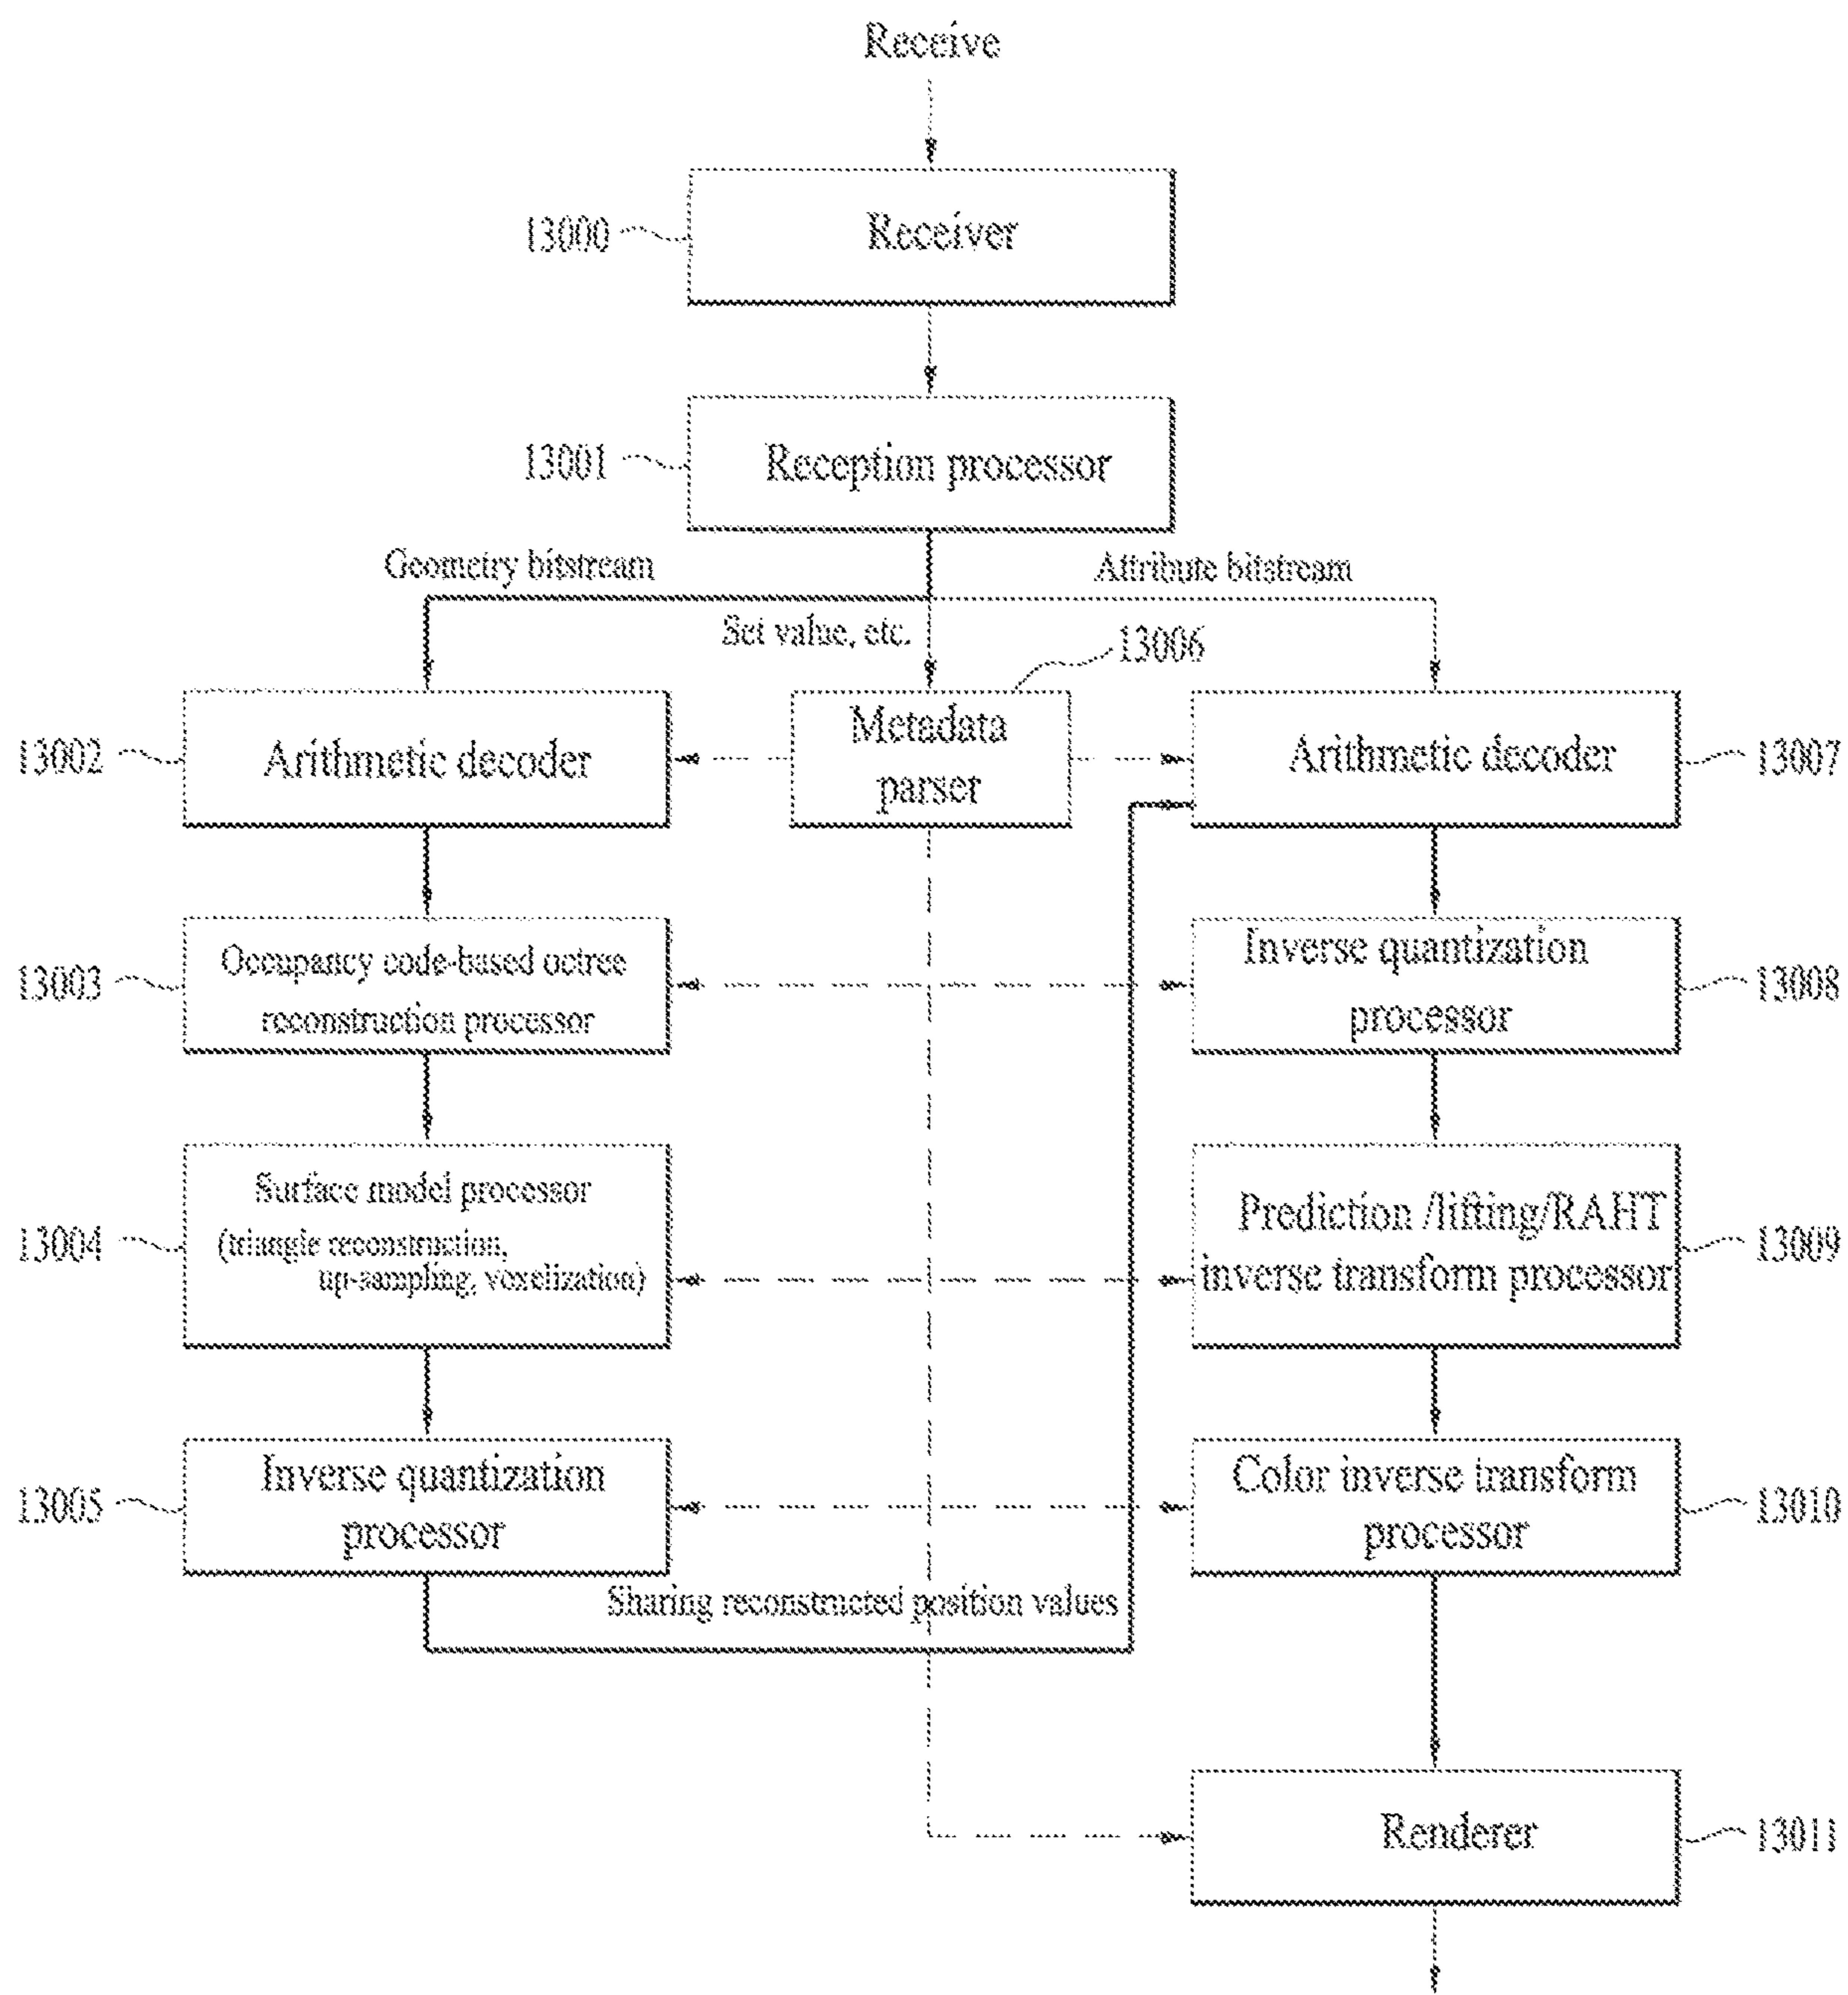 Receive
13000
Receiver
13001
Reception processor
Geometry bitstream
Attribute bitstream
Set value, etc.
13006
13002
Arithmetic decoder
Metadata
parser
Arithmetic decoder
13007
13003
Occupancy code-based octree
reconstruction processor
Inverse quantization
processor
13008
13004
Surface model processor
(triangle reconstruction,
up-sampling, voxelization)
Prediction /lifting/RAHT
inverse transform processor
13009
13005
Inverse quantization
processor
Color inverse transform
processor
13010
Sharing reconstructed position values
Renderer
13011